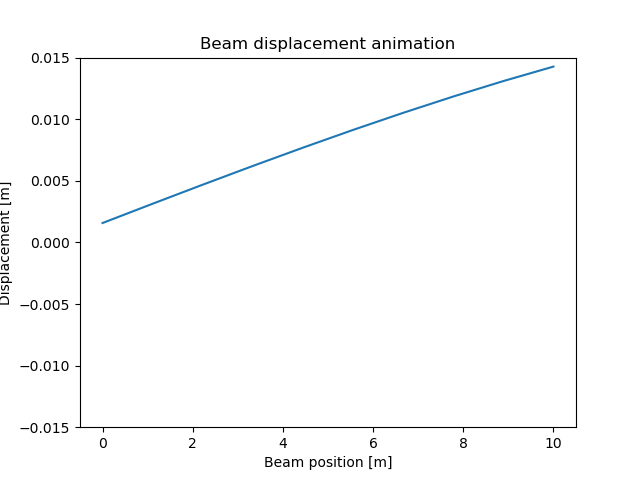 Beam displacement animation
0.015
0.010
0.005
0.000
−0.005
−0.010
−0.015
Displacement [m]
0 2 4 6 8 10
Beam position [m]